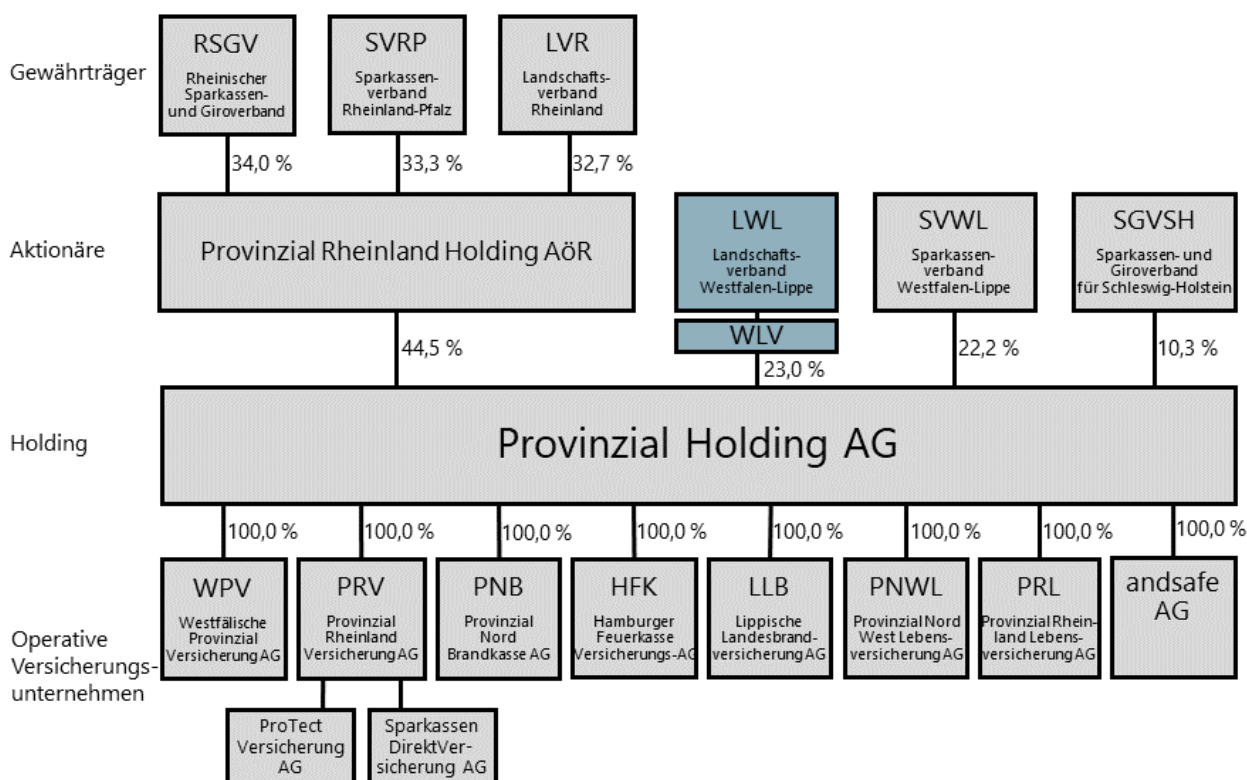 Gewährträger
RSGV
Rheinischer
Sparkassen-
und Giroverband
SVRP
Sparkassen-
verband
Rheinland-Pfalz
LVR
Landschafts-
verband
Rheinland
34,0 %
33,3 %
32,7 %
Aktionäre
Provinzial Rheinland Holding AöR
LWL
Landschafts-
verband
Westfalen-Lippe
WLV
SVWL
Sparkassen-
verband
Westfalen-Lippe
SGVSH
Sparkassen- und
Giroverband
für Schleswig-Holstein
44,5 %
23,0 %
22,2 %
10,3 %
Holding
Provinzial Holding AG
100,0 %
100,0 %
100,0 %
100,0 %
100,0 %
100,0 %
100,0 %
100,0 %
Operative
Versicherungs-
unternehmen
WPV
Westfälische
Provinzial
Versicherung AG
PRV
Provinzial
Rheinland
Versicherung AG
PNB
Provinzial
Nord
Brandkasse AG
HFK
Hamburger
Feuerkasse
Versicherungs-AG
LLB
Lippische
Landesbrand-
versicherung AG
PNWL
Provinzial Nord
West Lebens-
versicherung AG
PRL
Provinzial Rhein-
land Lebens-
versicherung AG
andsafe
AG
ProTect
Versicherung
AG
Sparkassen
DirektVer-
sicherung AG